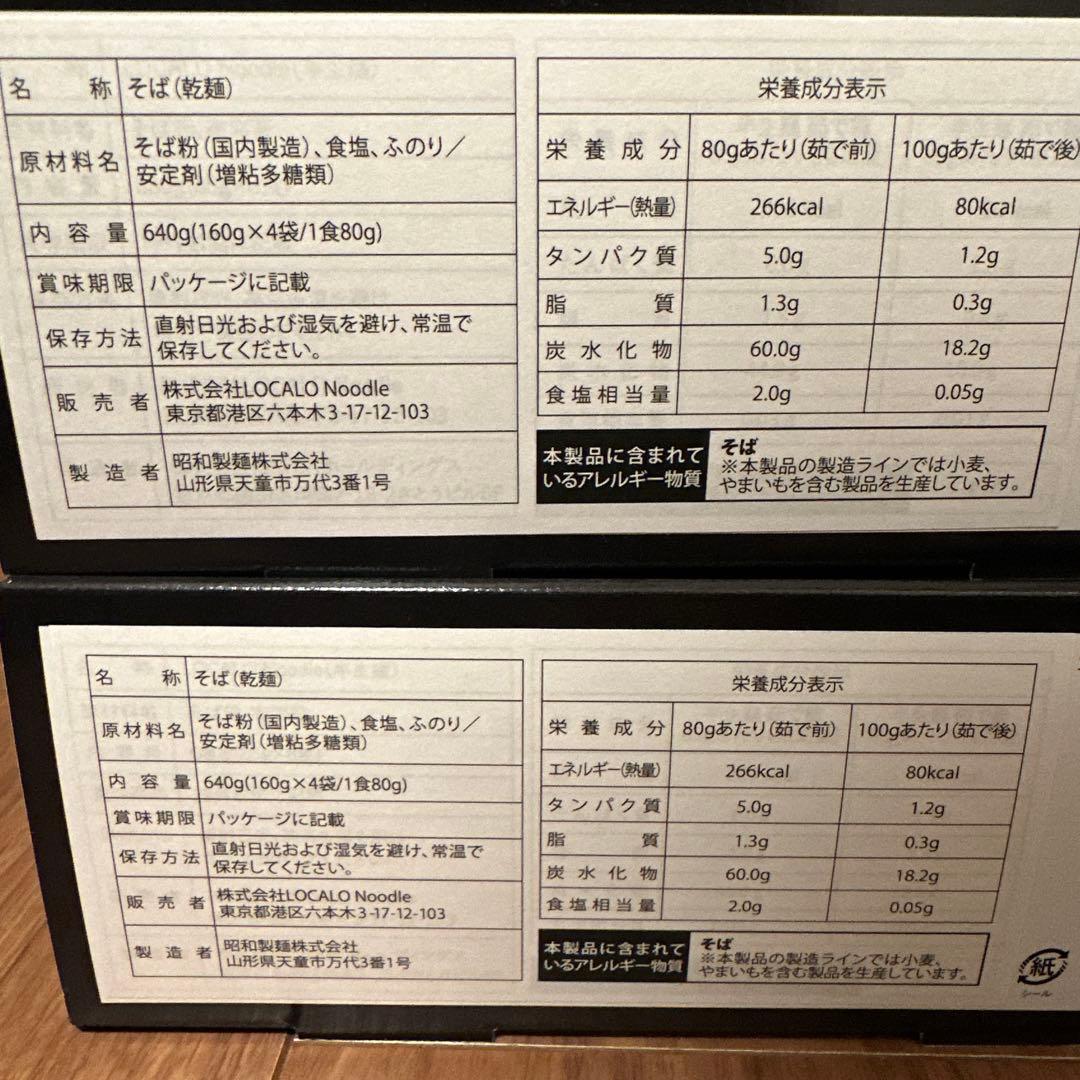 名称 そば(乾麺)
原材料名 そば粉(国内製造)、食塩、ふのり／
安定剤(増粘多糖類)
内容量 640g(160g×4袋/1食80g)
賞味期限 パッケージに記載
保存方法 直射日光および湿気を避け、常温で
保存してください。
販売者 株式会社LOCALO Noodle
東京都港区六本木3-17-12-103
製造者 昭和製麺株式会社
山形県天童市万代3番1号
栄養成分表示
栄養成分 80gあたり(茹で前) 100gあたり(茹で後)
エネルギー(熱量) 266kcal 80kcal
タンパク質 5.0g 1.2g
脂質 1.3g 0.3g
炭水化物 60.0g 18.2g
食塩相当量 2.0g 0.05g
本製品に含まれて
いるアレルギー物質
そば
※本製品の製造ラインでは小麦、
やまいもを含む製品を生産しています。
名称 そば(乾麺)
原材料名 そば粉(国内製造)、食塩、ふのり／
安定剤(増粘多糖類)
内容量 640g(160g×4袋/1食80g)
賞味期限 パッケージに記載
保存方法 直射日光および湿気を避け、常温で
保存してください。
販売者 株式会社LOCALO Noodle
東京都港区六本木3-17-12-103
製造者 昭和製麺株式会社
山形県天童市万代3番1号
栄養成分表示
栄養成分 80gあたり(茹で前) 100gあたり(茹で後)
エネルギー(熱量) 266kcal 80kcal
タンパク質 5.0g 1.2g
脂質 1.3g 0.3g
炭水化物 60.0g 18.2g
食塩相当量 2.0g 0.05g
本製品に含まれて
いるアレルギー物質
そば
※本製品の製造ラインでは小麦、
やまいもを含む製品を生産しています。
紙
シール